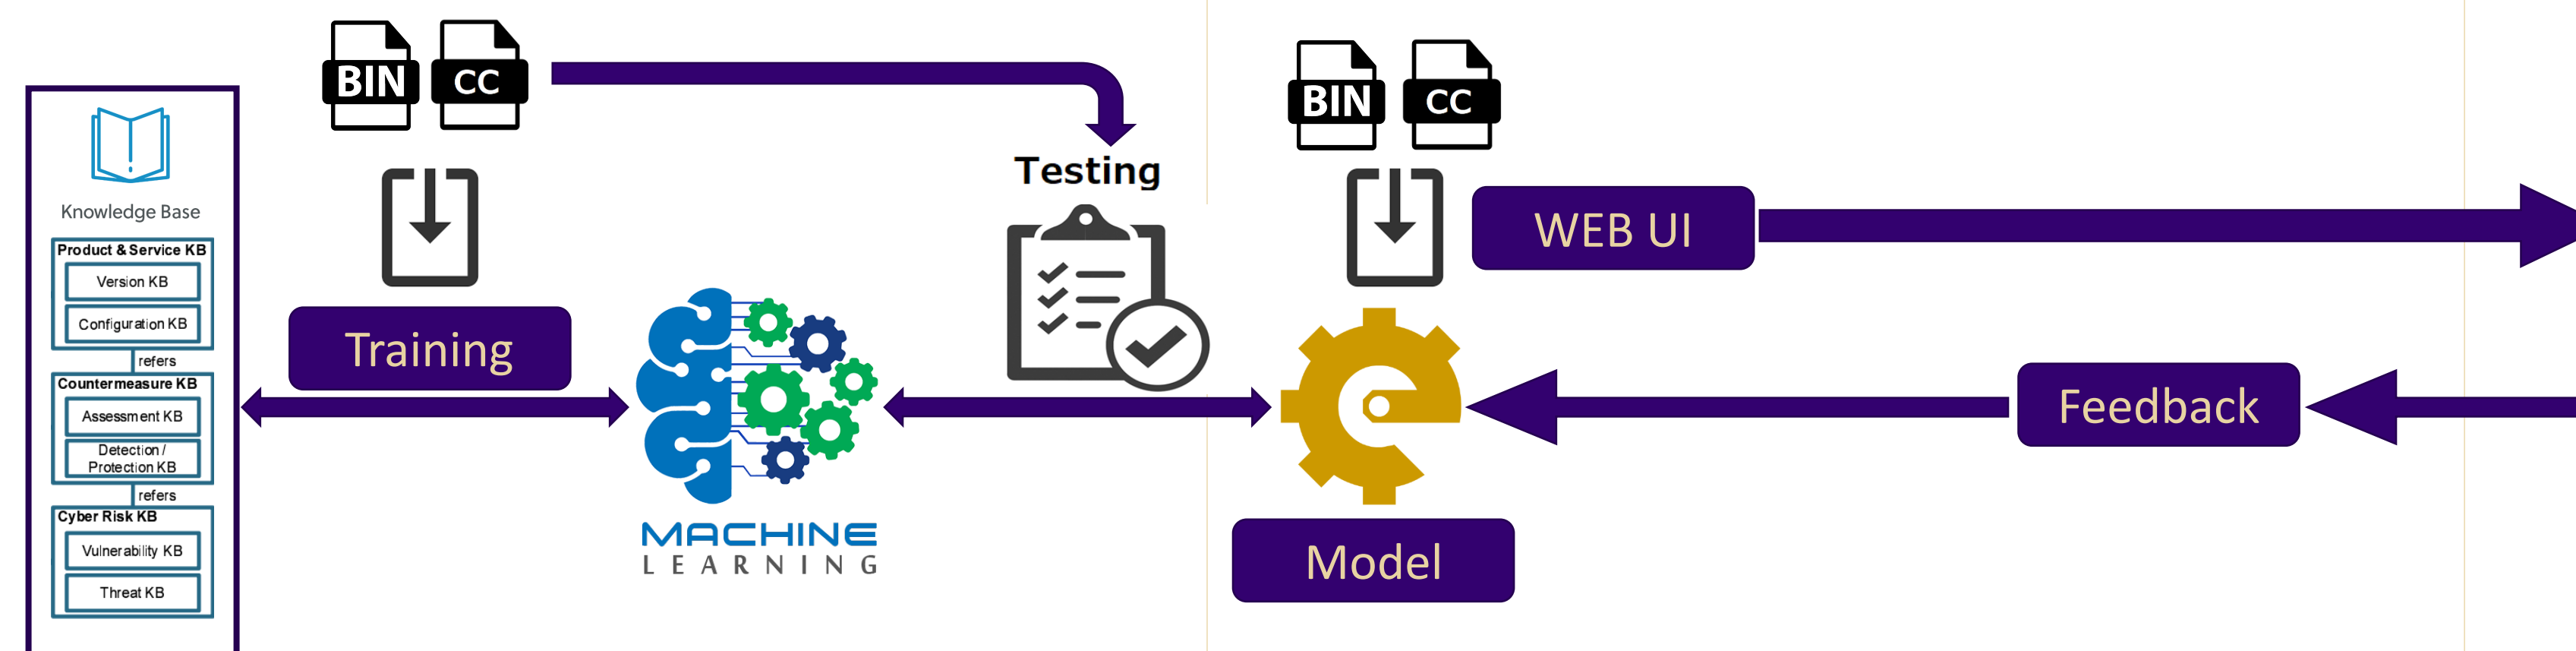 Knowledge Base
Product & Service KB
Version KB
Configuration KB
refers
Countermeasure KB
Assessment KB
Detection /
Protection KB
refers
Cyber Risk KB
Vulnerability KB
Threat KB
BIN
CC
Training
MACHINE
LEARNING
Testing
BIN
CC
WEB UI
Model
Feedback